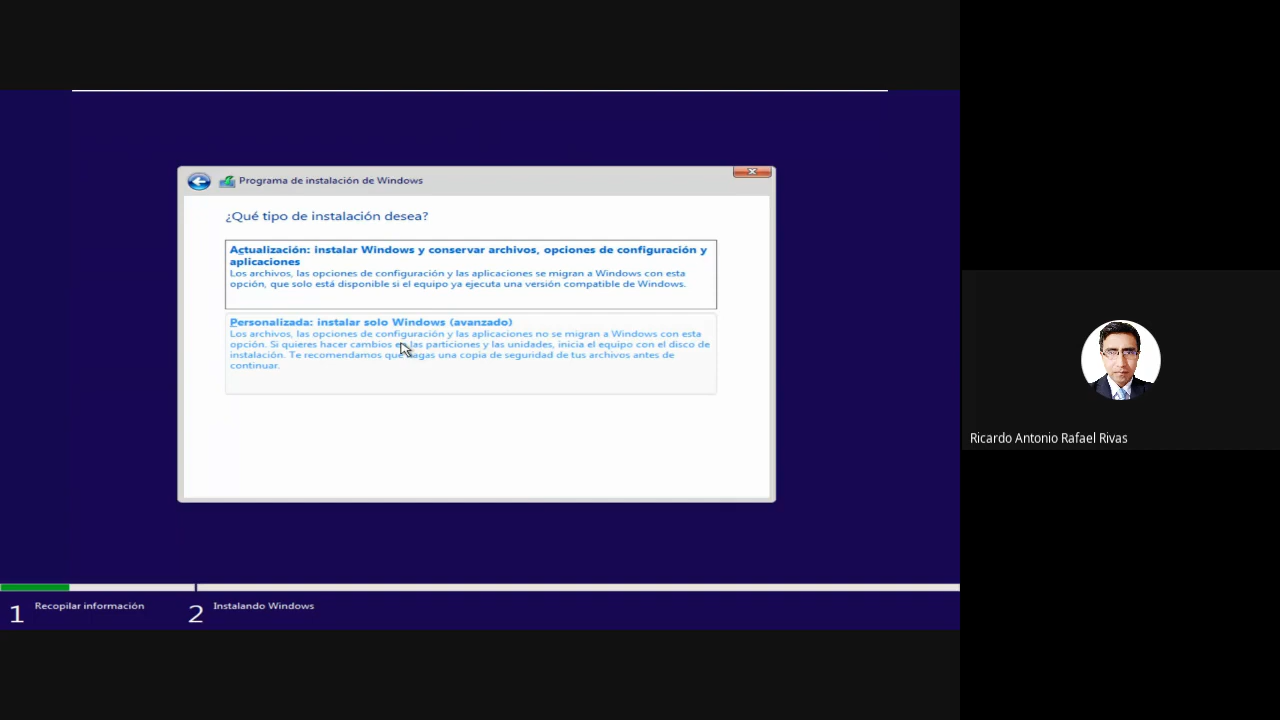 Programa de instalación de Windows
¿Qué tipo de instalación desea?
Actualización: instalar Windows y conservar archivos, opciones de configuración y
aplicaciones
Los archivos, las opciones de configuración y las aplicaciones se migran a Windows con esta
opción, que solo está disponible si el equipo ya ejecuta una versión compatible de Windows.
Personalizada: instalar solo Windows (avanzado)
Los archivos, las opciones de configuración y las aplicaciones no se migran a Windows con esta
opción. Si quieres hacer cambios en las particiones y las unidades, inicia el equipo con el disco de
instalación. Te recomendamos que hagas una copia de seguridad de tus archivos antes de
continuar.
Ricardo Antonio Rafael Rivas
1 Recopilar información
2 Instalando Windows